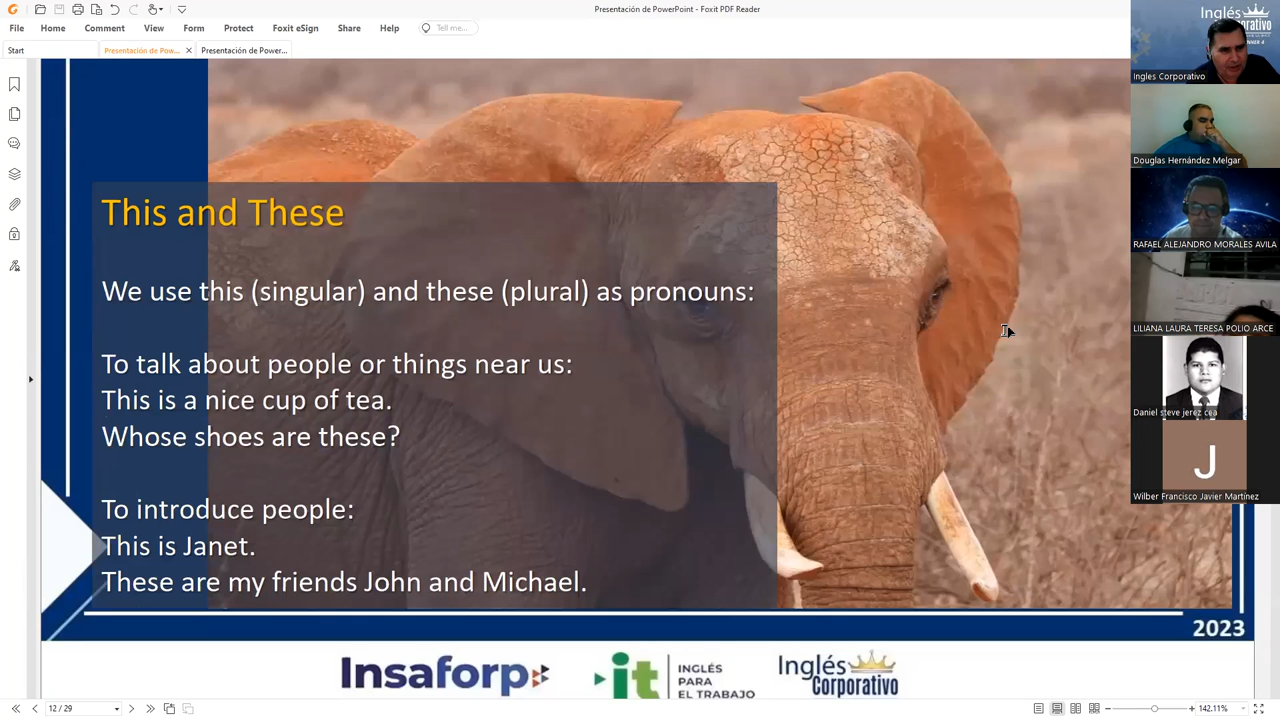 Presentación de PowerPoint - Foxit PDF Reader
File Home Comment View Form Protect Foxit eSign Share Help Tell me...
Start Presentación de Pow... Presentación de Power...
This and These
We use this (singular) and these (plural) as pronouns:
To talk about people or things near us:
This is a nice cup of tea.
Whose shoes are these?
To introduce people:
This is Janet.
These are my friends John and Michael.
2023
Insaforp
it INGLÉS
PARA
EL TRABAJO
Inglés
Corporativo
12 / 29
142.11%
Inglés
Ingles Corporativo
Douglas Hernández Melgar
RAFAEL ALEJANDRO MORALES AVILA
LILIANA LAURA TERESA POLIO ARCE
Daniel steve jerez cea
J
Wilber Francisco Javier Martínez